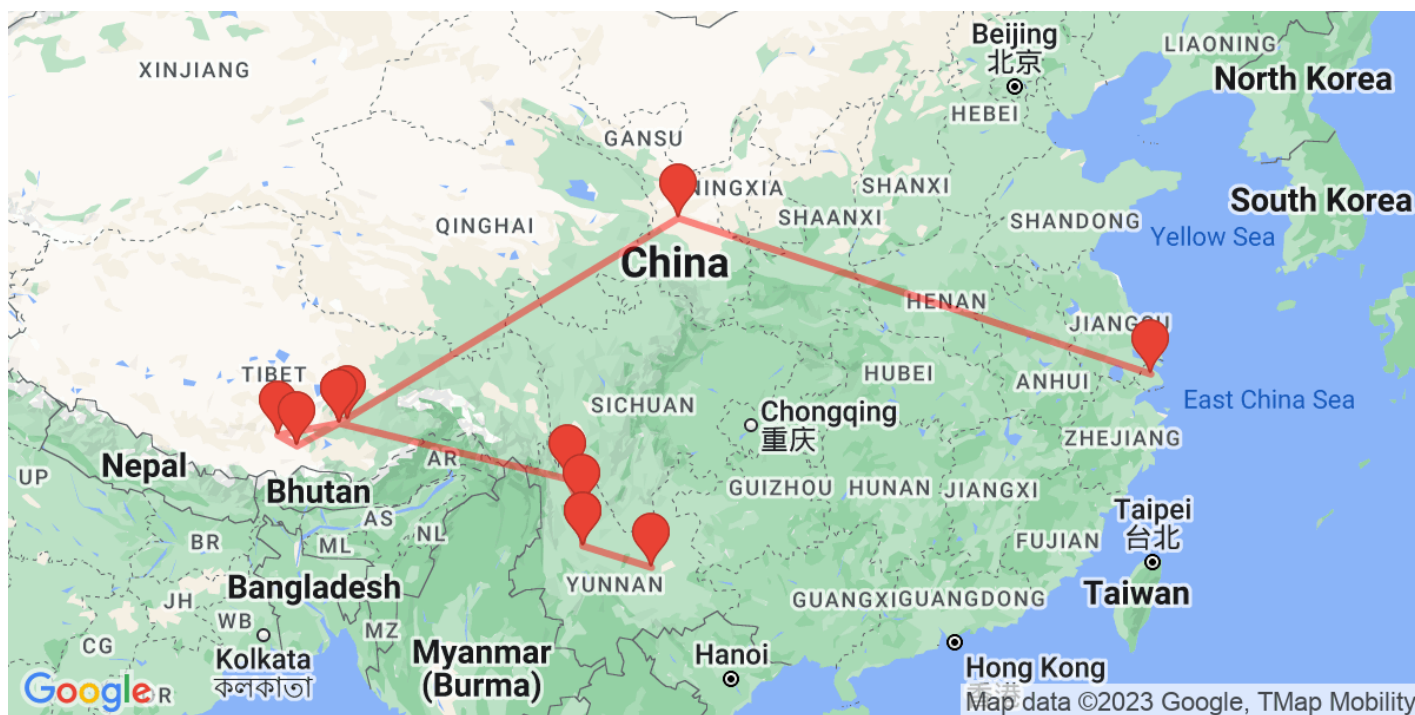 Beijing
北京
LIAONING
North Korea
XINJIANG
HEBEI
GANSU
NINGXIA
SHANXI
SHAANXI
SHANDONG
South Korea
QINGHAI
Yellow Sea
China
HENAN
JIANGSU
TIBET
HUBEI
ANHUI
East China Sea
SICHUAN
Chongqing
重庆
ZHEJIANG
Nepal
AR
UP
Bhutan
GUIZHOU
HUNAN
JIANGXI
AS
NL
Taipei
台北
BR
ML
FUJIAN
Bangladesh
YUNNAN
Taiwan
JH
GUANGXI
GUANGDONG
WB
MZ
CG
Kolkata
কলকাতা
Myanmar
(Burma)
Hanoi
Hong Kong
香港
Google
R
Map data ©2023 Google, TMap Mobility